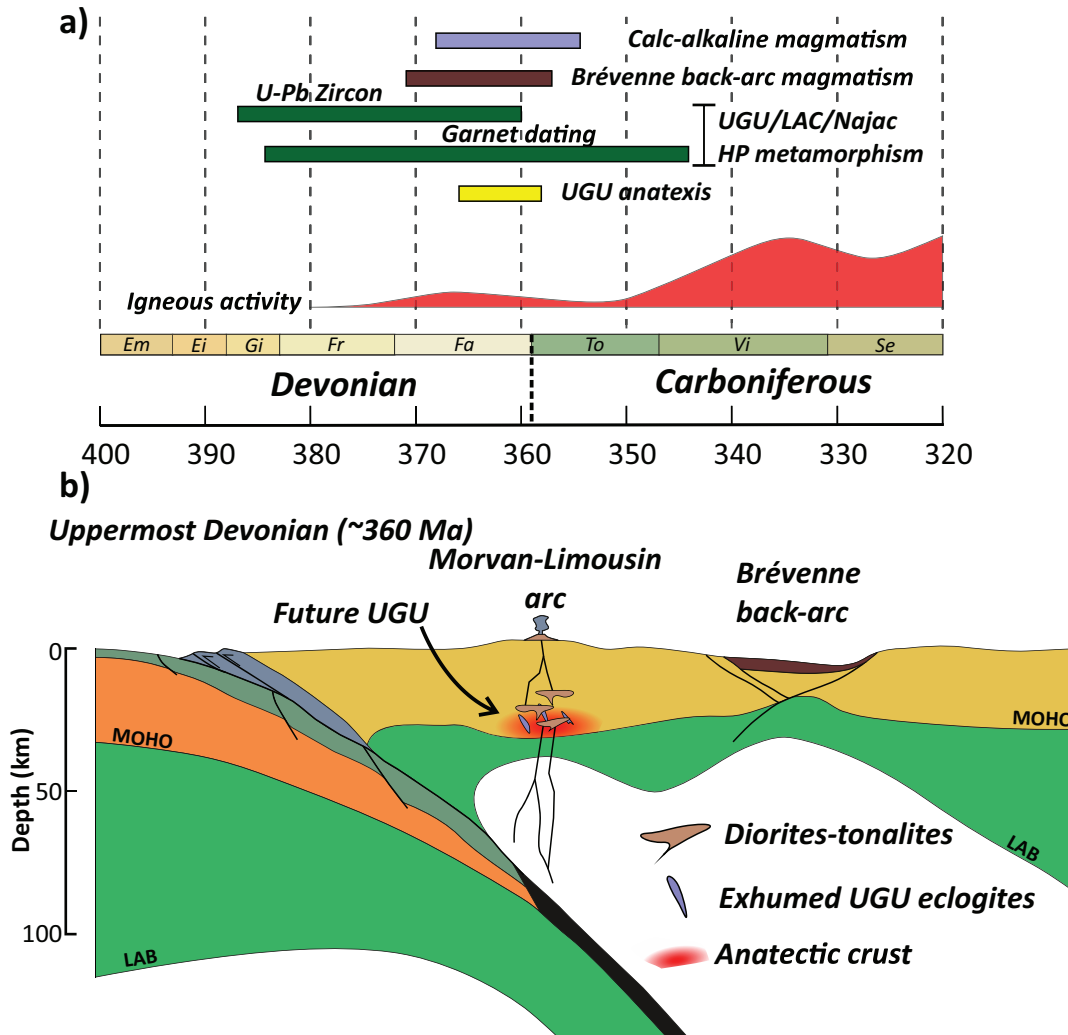 a)
Calc-alkaline magmatism
Brévenne back-arc magmatism
U-Pb Zircon
UGU/LAC/Najac
Garnet dating
HP metamorphism
UGU anatexis
Igneous activity
Em Ei Gi Fr Fa To Vi Se
Devonian Carboniferous
400 390 380 370 360 350 340 330 320
b)
Uppermost Devonian (~360 Ma)
Morvan-Limousin
arc
Brévenne
back-arc
Future UGU
0
MOHO
MOHO
Depth (km)
50
Diorites-tonalites
LAB
Exhumed UGU eclogites
100
Anatectic crust
LAB